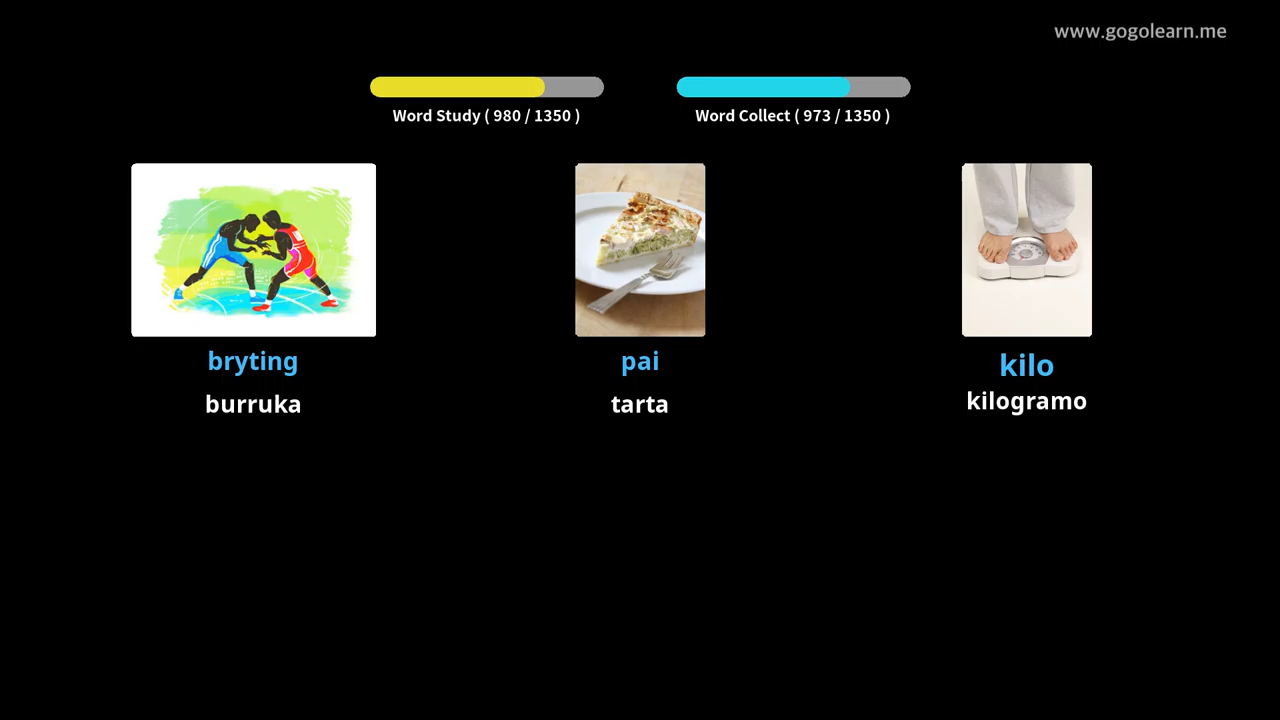 www.gogolearn.me
Word Study ( 980 / 1350 )
Word Collect ( 973 / 1350 )
bryting
burruka
pai
tarta
kilo
kilogramo